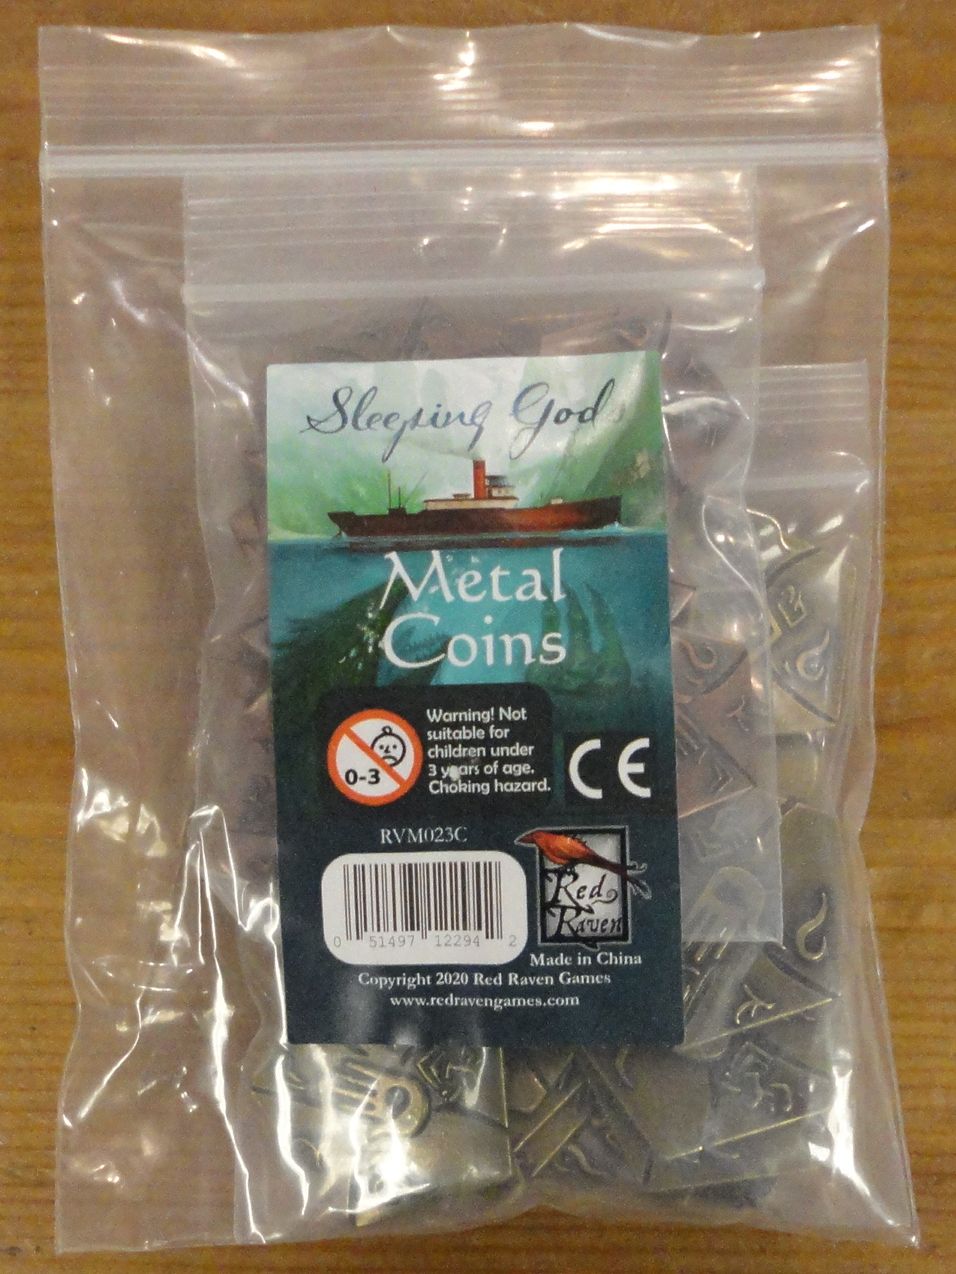 Sleeping God
Metal
Coins
Warning! Not
suitable for
children under
3 years of age.
Choking hazard.
0-3
CE
RVM023C
0 51497 12294 2
Red
Raven
Made in China
Copyright 2020 Red Raven Games
www.redravengames.com